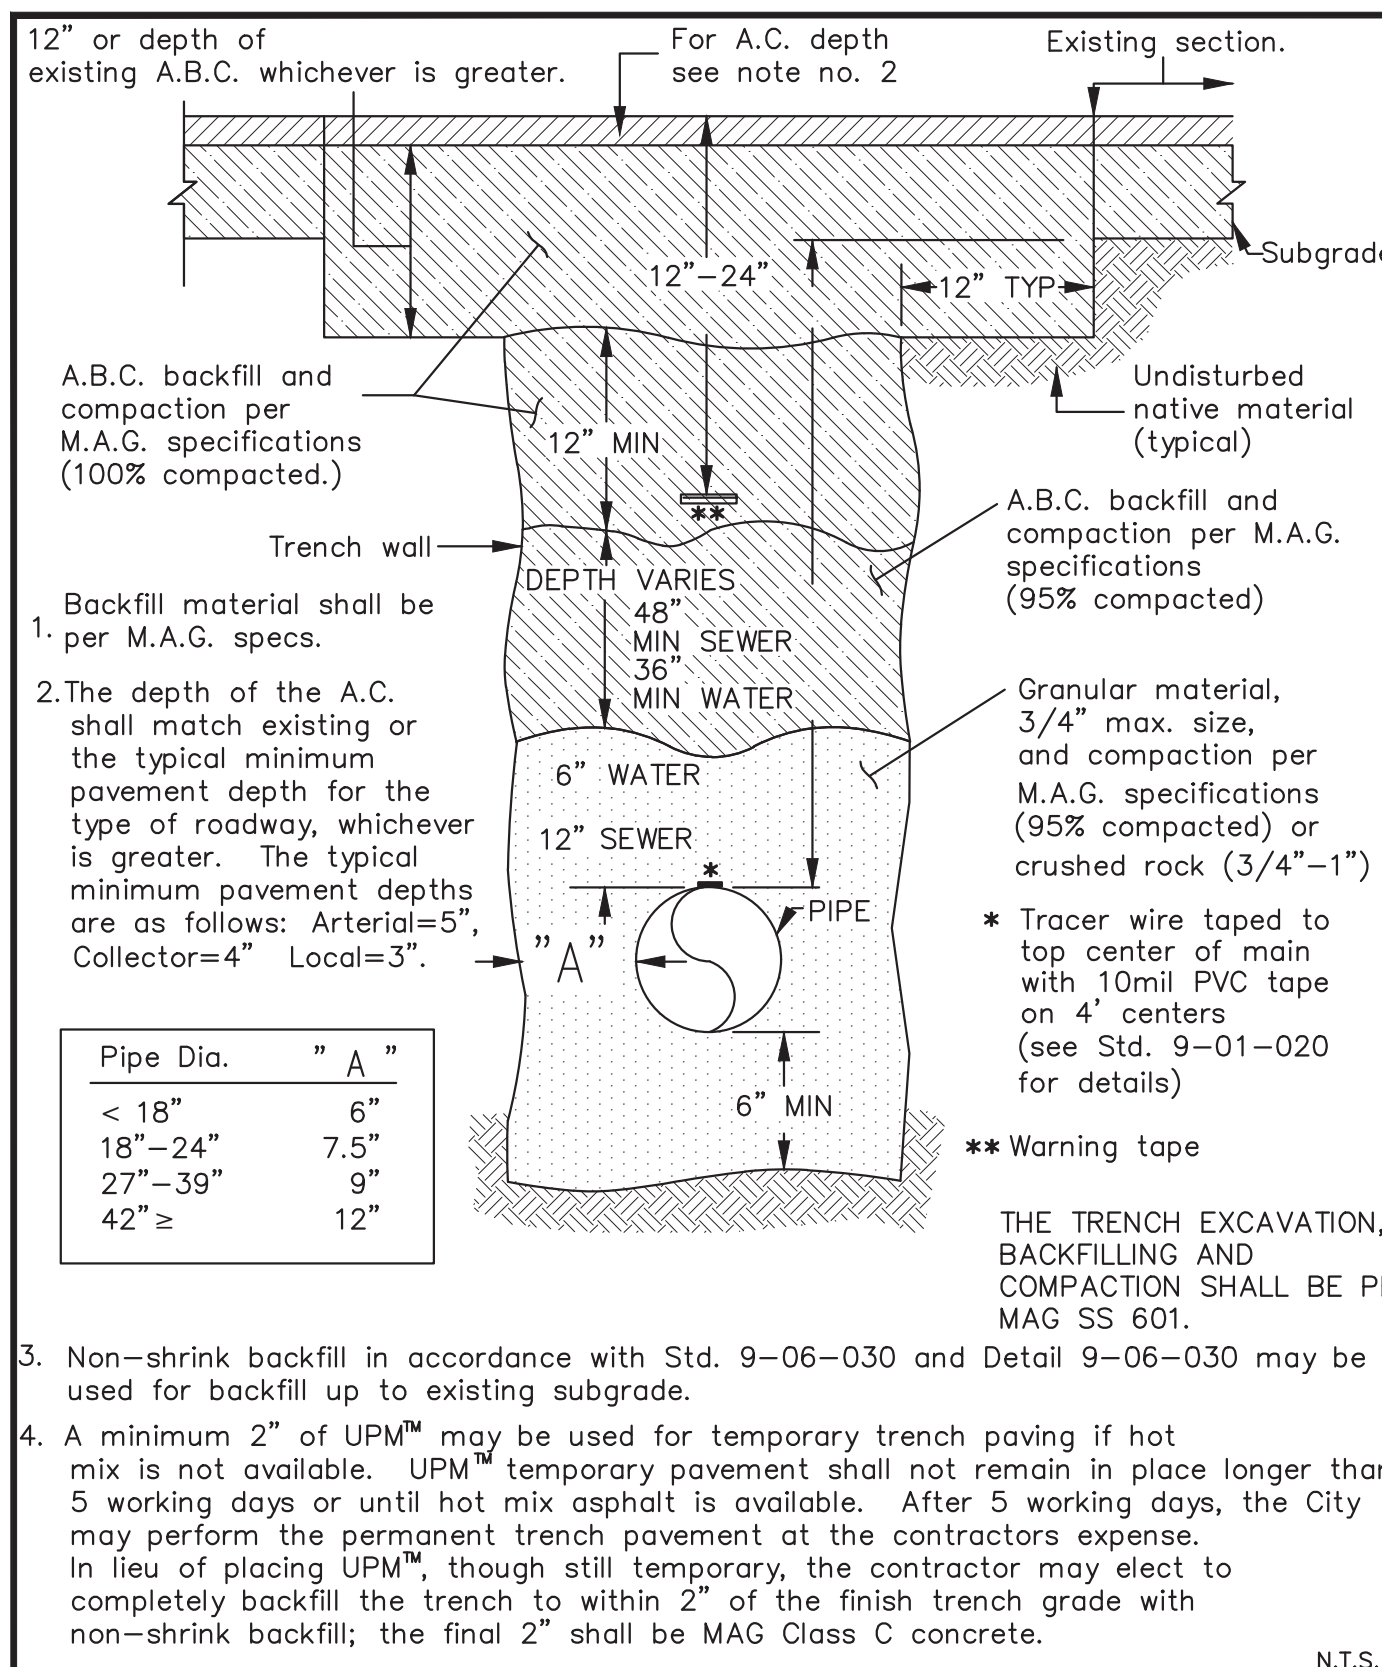 12” or depth of
existing A.B.C. whichever is greater.
For A.C. depth
see note no. 2
Existing section.
12”–24”
12” TYP
A.B.C. backfill and
compaction per
M.A.G. specifications
(100% compacted.)
12” MIN
Undisturbed
native material
(typical)
**
A.B.C. backfill and
compaction per M.A.G.
specifications
(95% compacted)
Trench wall
DEPTH VARIES
48”
MIN SEWER
36”
MIN WATER
1. Backfill material shall be
per M.A.G. specs.
2. The depth of the A.C.
shall match existing or
the typical minimum
pavement depth for the
type of roadway, whichever
is greater. The typical
minimum pavement depths
are as follows: Arterial=5”,
Collector=4” Local=3”.
Granular material,
3/4” max. size,
and compaction per
M.A.G. specifications
(95% compacted) or
crushed rock (3/4”–1”)
6” WATER
12” SEWER
*
PIPE
”A”
6” MIN
* Tracer wire taped to
top center of main
with 10mil PVC tape
on 4’ centers
(see Std. 9–01–020
for details)
** Warning tape
Pipe Dia. ” A ”
< 18” 6”
18”–24” 7.5”
27”–39” 9”
42” ≥ 12”
THE TRENCH EXCAVATION,
BACKFILLING AND
COMPACTION SHALL BE
MAG SS 601.
3. Non–shrink backfill in accordance with Std. 9–06–030 and Detail 9–06–030 may be
used for backfill up to existing subgrade.
4. A minimum 2” of UPM™ may be used for temporary trench paving if hot
mix is not available. UPM™ temporary pavement shall not remain in place longer than
5 working days or until hot mix asphalt is available. After 5 working days, the City
may perform the permanent trench pavement at the contractors expense.
In lieu of placing UPM™, though still temporary, the contractor may elect to
completely backfill the trench to within 2” of the finish trench grade with
non–shrink backfill; the final 2” shall be MAG Class C concrete.
N.T.S.